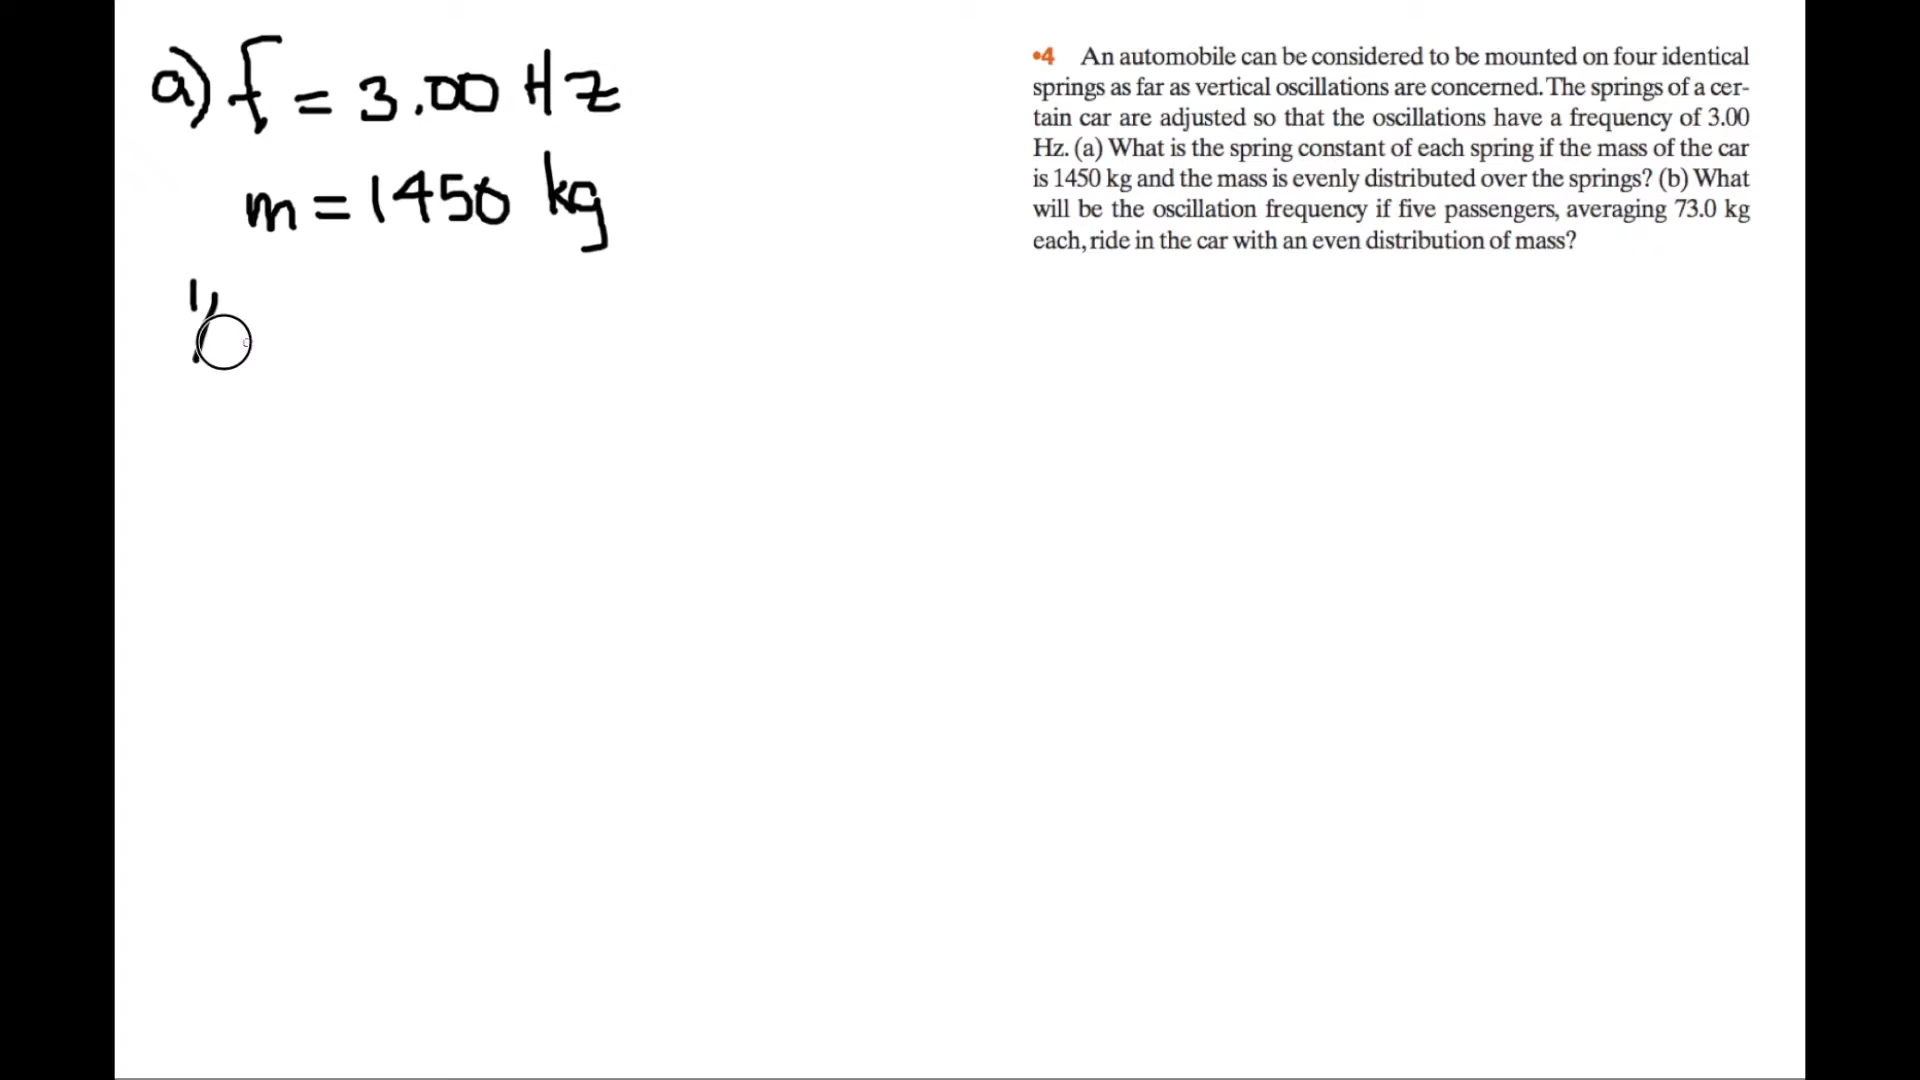 a) f = 3.00 Hz
m = 1450 kg
•4 An automobile can be considered to be mounted on four identical
springs as far as vertical oscillations are concerned. The springs of a cer-
tain car are adjusted so that the oscillations have a frequency of 3.00
Hz. (a) What is the spring constant of each spring if the mass of the car
is 1450 kg and the mass is evenly distributed over the springs? (b) What
will be the oscillation frequency if five passengers, averaging 73.0 kg
each, ride in the car with an even distribution of mass?